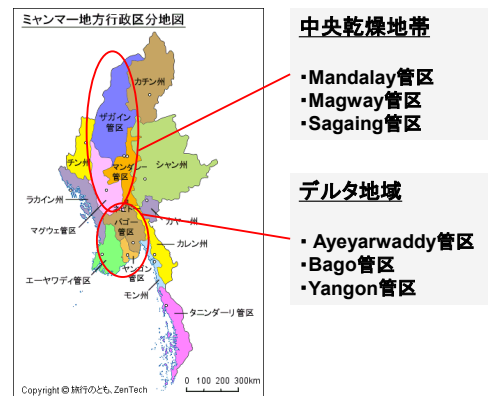 ミャンマー地方行政区分地図
カチン州
ザガイン
管区
チン州
マンダレー
管区
シャン州
ラカイン州
ネピドー
カヤー州
マグウェ管区
バゴー
管区
カレン州
ヤンゴン
管区
エーヤワディ管区
モン州
タニンダーリ管区
0 100 200 300km
Copyright © 旅行のとも、ZenTech
中央乾燥地帯
・Mandalay管区
・Magway管区
・Sagaing管区
デルタ地域
・Ayeyarwaddy管区
・Bago管区
・Yangon管区